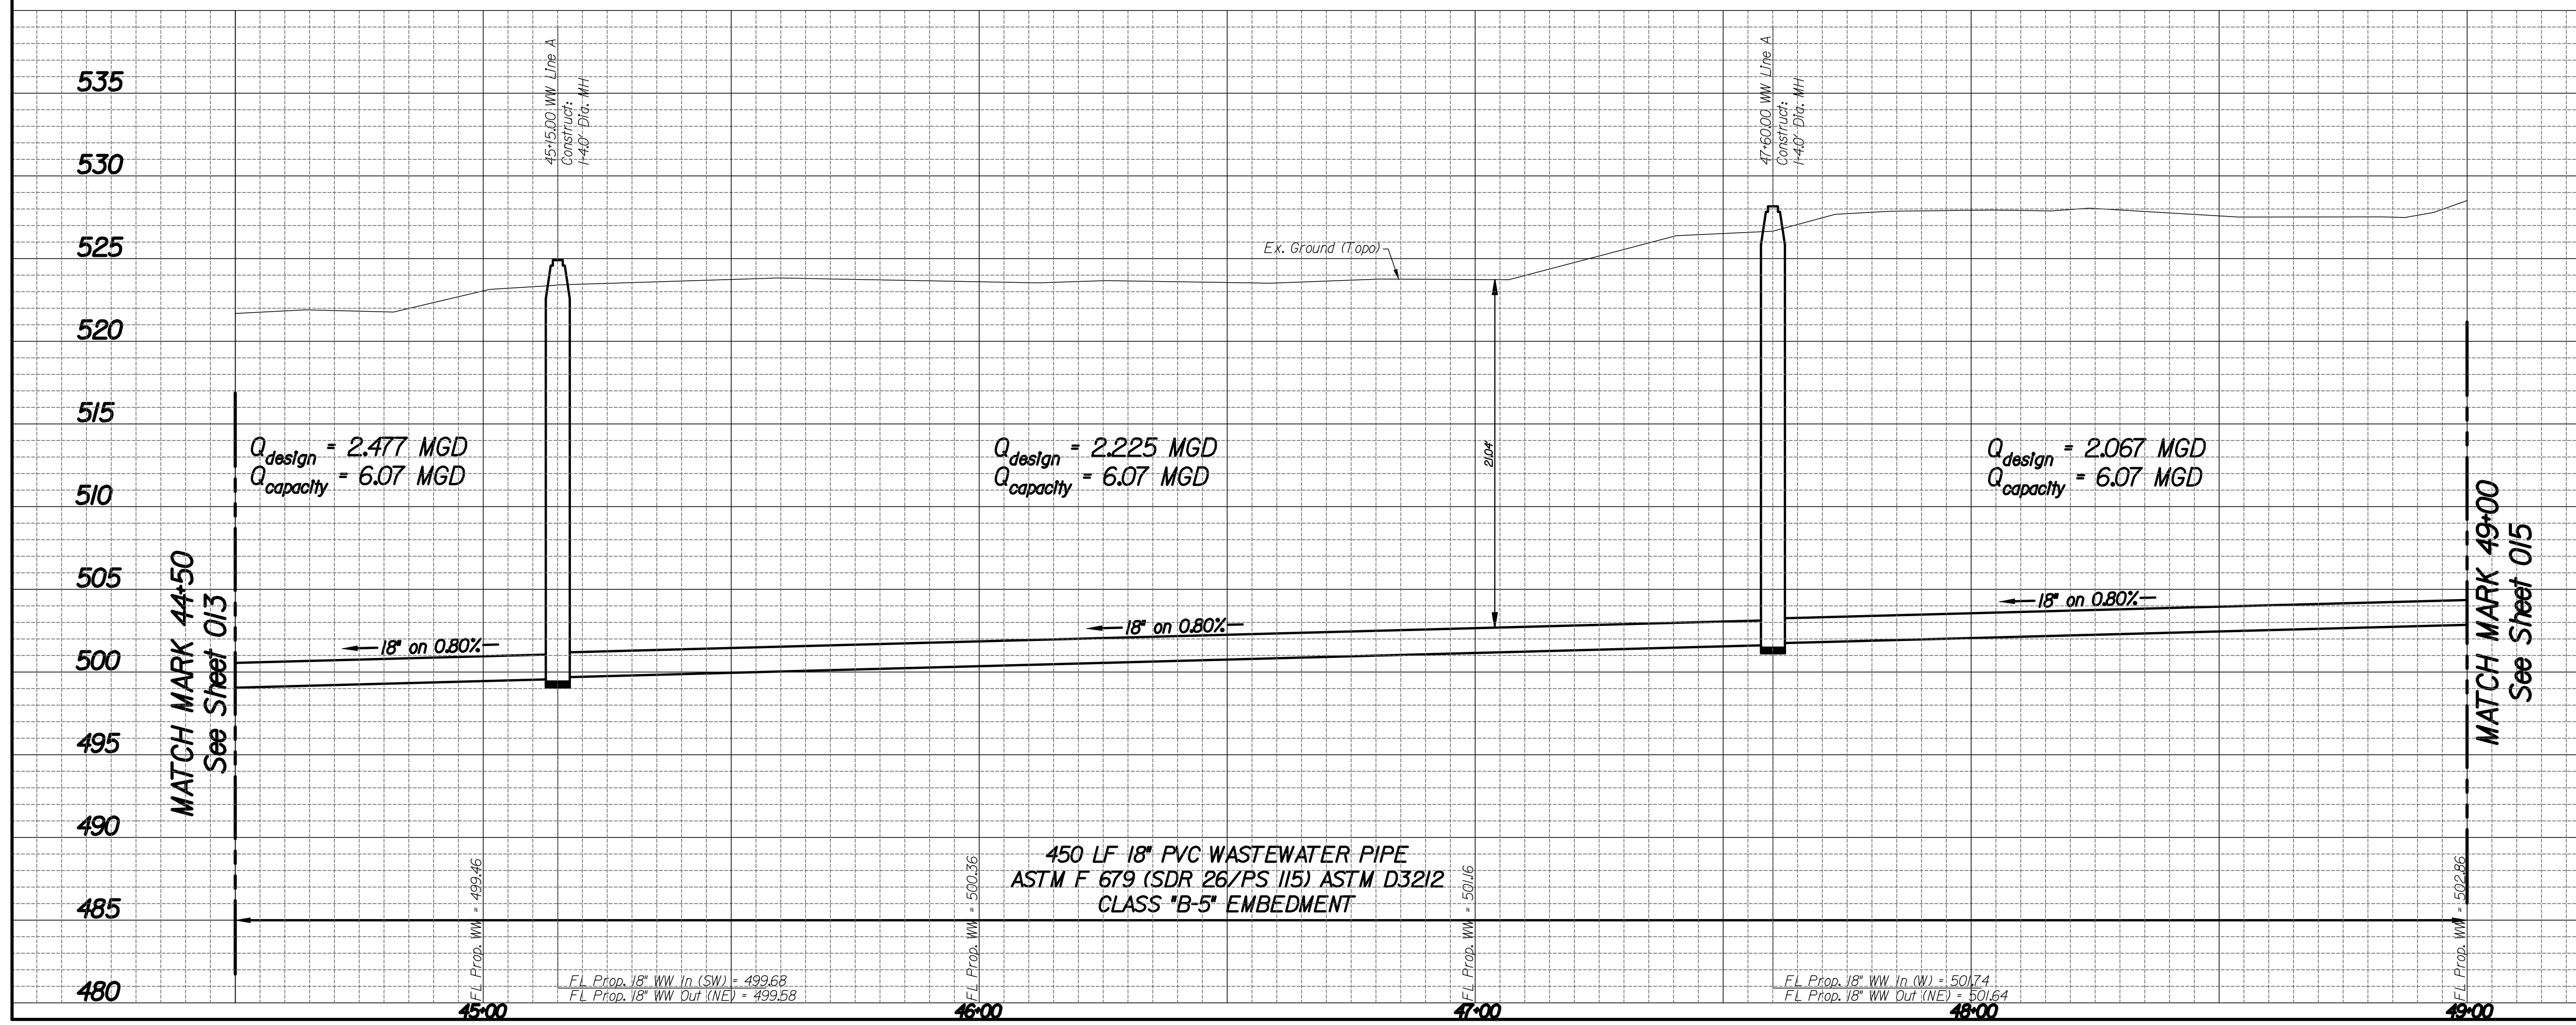 535
530
525
520
515
510
505
500
495
490
485
480
45+15.00 WW Line A
Construct:
1-4.0' Dia. MH
47+60.00 WW Line A
Construct:
1-4.0' Dia. MH
Ex. Ground (Topo)
Qdesign = 2.477 MGD
Qcapacity = 6.07 MGD
Qdesign = 2.225 MGD
Qcapacity = 6.07 MGD
21.04'
Qdesign = 2.067 MGD
Qcapacity = 6.07 MGD
MATCH MARK 44+50
See Sheet 013
MATCH MARK 49+00
See Sheet 015
18" on 0.80%
18" on 0.80%
18" on 0.80%
450 LF 18" PVC WASTEWATER PIPE
ASTM F 679 (SDR 26/PS 115) ASTM D3212
CLASS "B-5" EMBEDMENT
FL Prop. WW = 499.46
FL Prop. WW = 500.36
FL Prop. WW = 501.16
FL Prop. WW = 502.86
FL Prop. 18" WW In (SW) = 499.68
FL Prop. 18" WW Out (NE) = 499.58
FL Prop. 18" WW In (W) = 501.74
FL Prop. 18" WW Out (NE) = 501.64
45+00
46+00
47+00
48+00
49+00